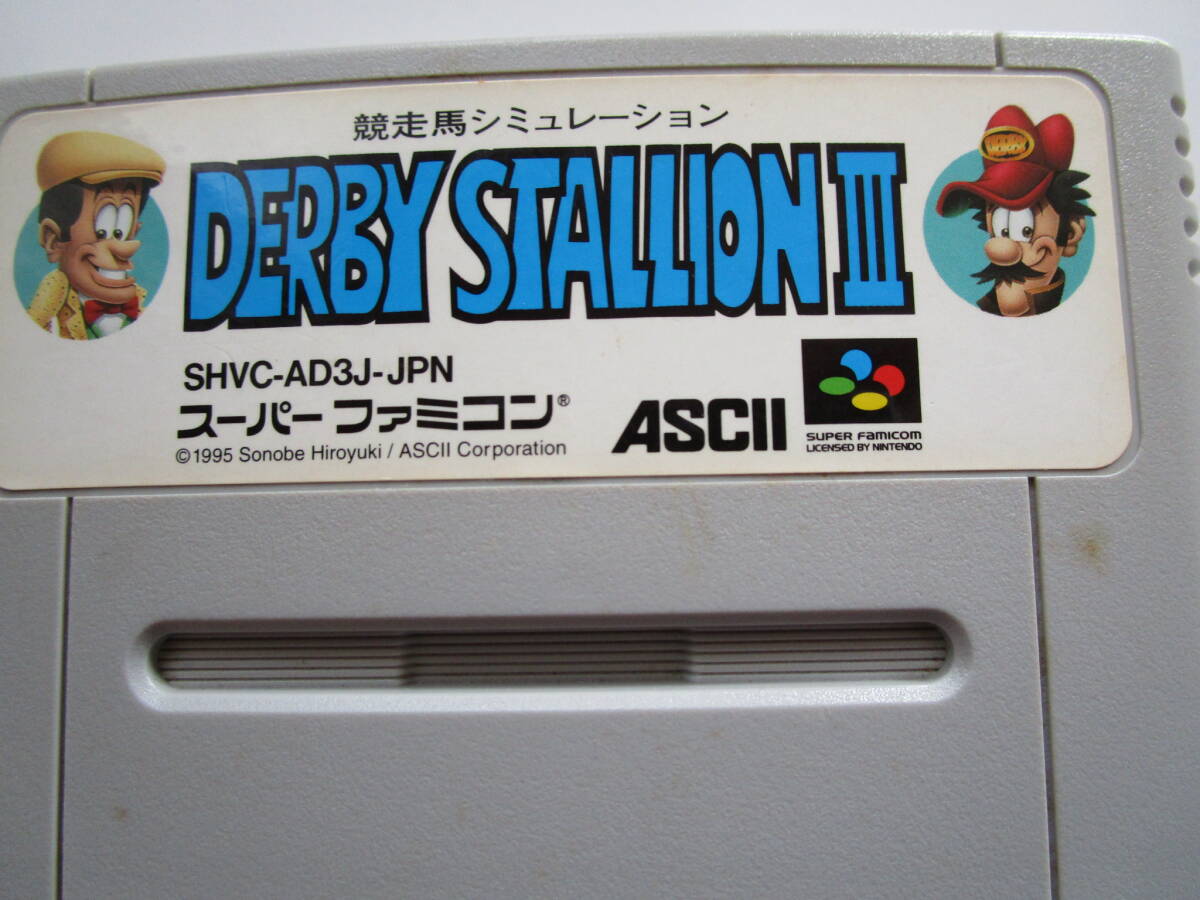 競走馬シミュレーション
DERBY STALLION III
SHVC-AD3J-JPN
スーパーファミコン®
©1995 Sonobe Hiroyuki / ASCII Corporation
ASCII
SUPER FAMICOM
LICENSED BY NINTENDO